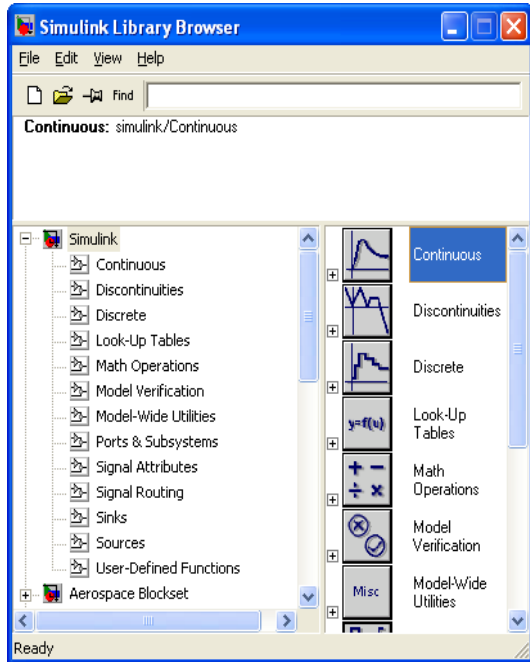 Simulink Library Browser
File Edit View Help
Find
Continuous: simulink/Continuous
Simulink
Continuous
Discontinuities
Discrete
Look-Up Tables
Math Operations
Model Verification
Model-Wide Utilities
Ports & Subsystems
Signal Attributes
Signal Routing
Sinks
Sources
User-Defined Functions
Aerospace Blockset
Continuous
Discontinuities
Discrete
y=f(u)
Look-Up
Tables
+ −
÷ ×
Math
Operations
Model
Verification
Misc
Model-Wide
Utilities
Ready